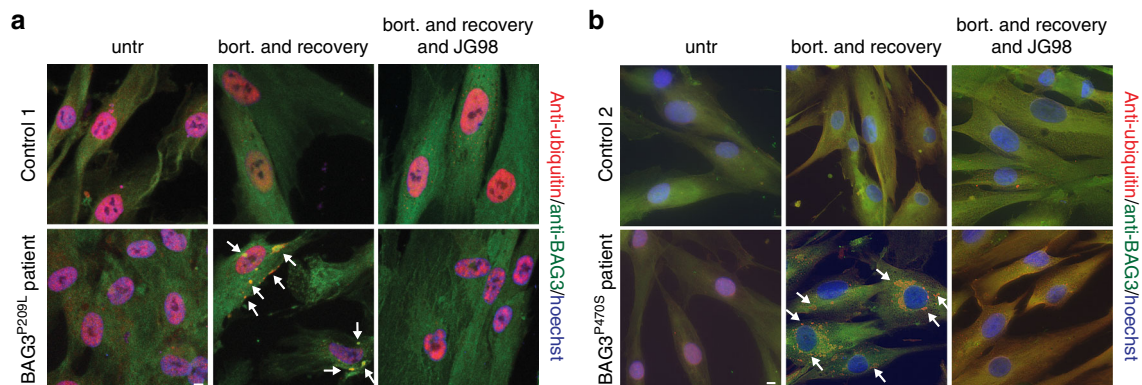 a
untr
bort. and recovery
bort. and recovery
and JG98
Control 1
BAG3P209L patient
Anti-ubiquitin/anti-BAG3/hoechst
b
untr
bort. and recovery
bort. and recovery
and JG98
Control 2
BAG3P470S patient
Anti-ubiquitin/anti-BAG3/hoechst